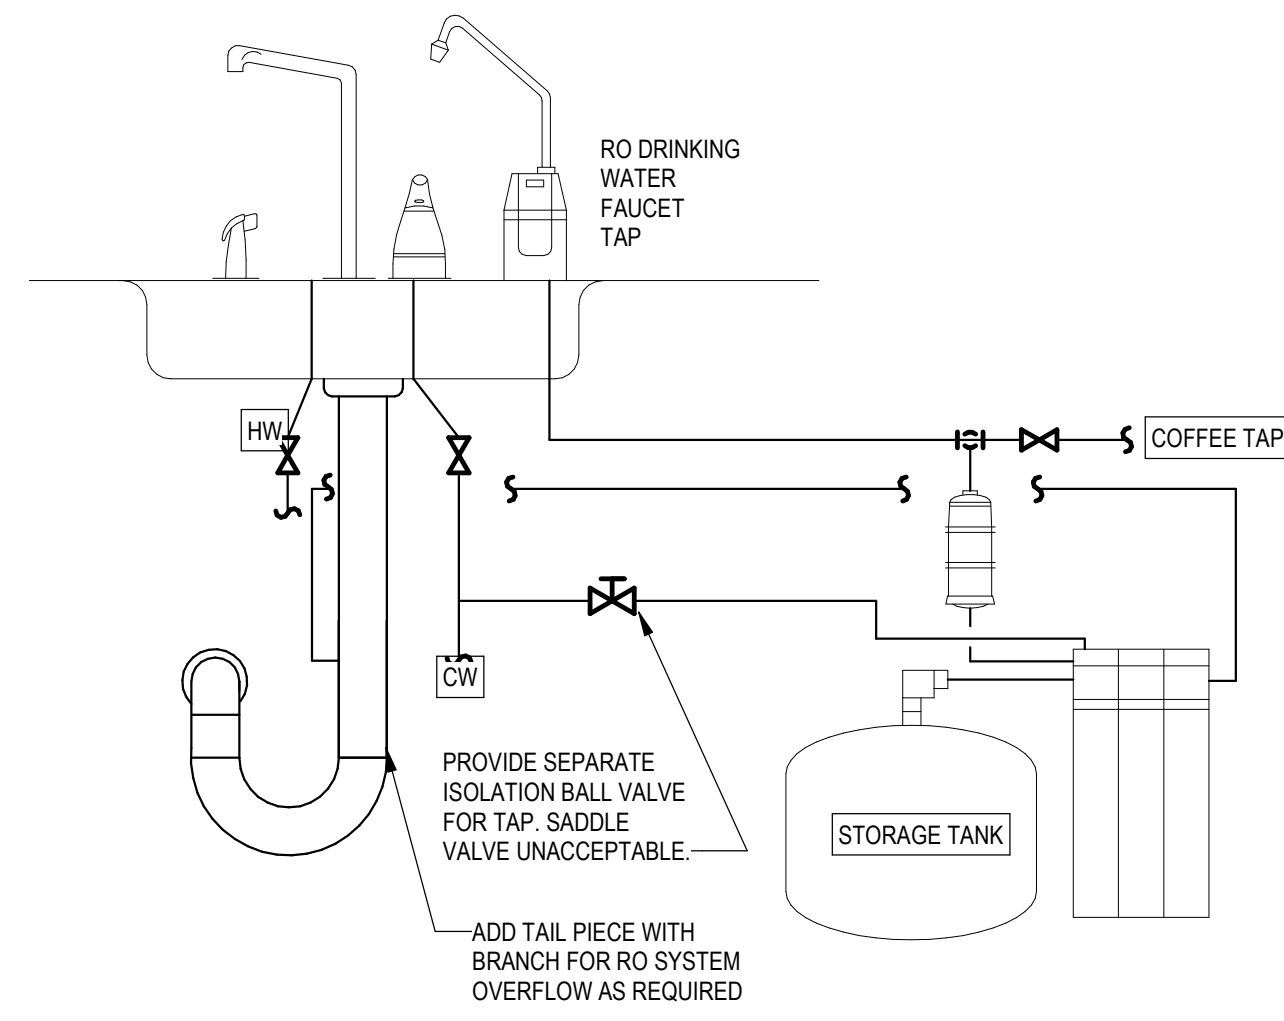 RO DRINKING
WATER
FAUCET
TAP
HW
COFFEE TAP
CW
PROVIDE SEPARATE
ISOLATION BALL VALVE
FOR TAP. SADDLE
VALVE UNACCEPTABLE.
STORAGE TANK
ADD TAIL PIECE WITH
BRANCH FOR RO SYSTEM
OVERFLOW AS REQUIRED